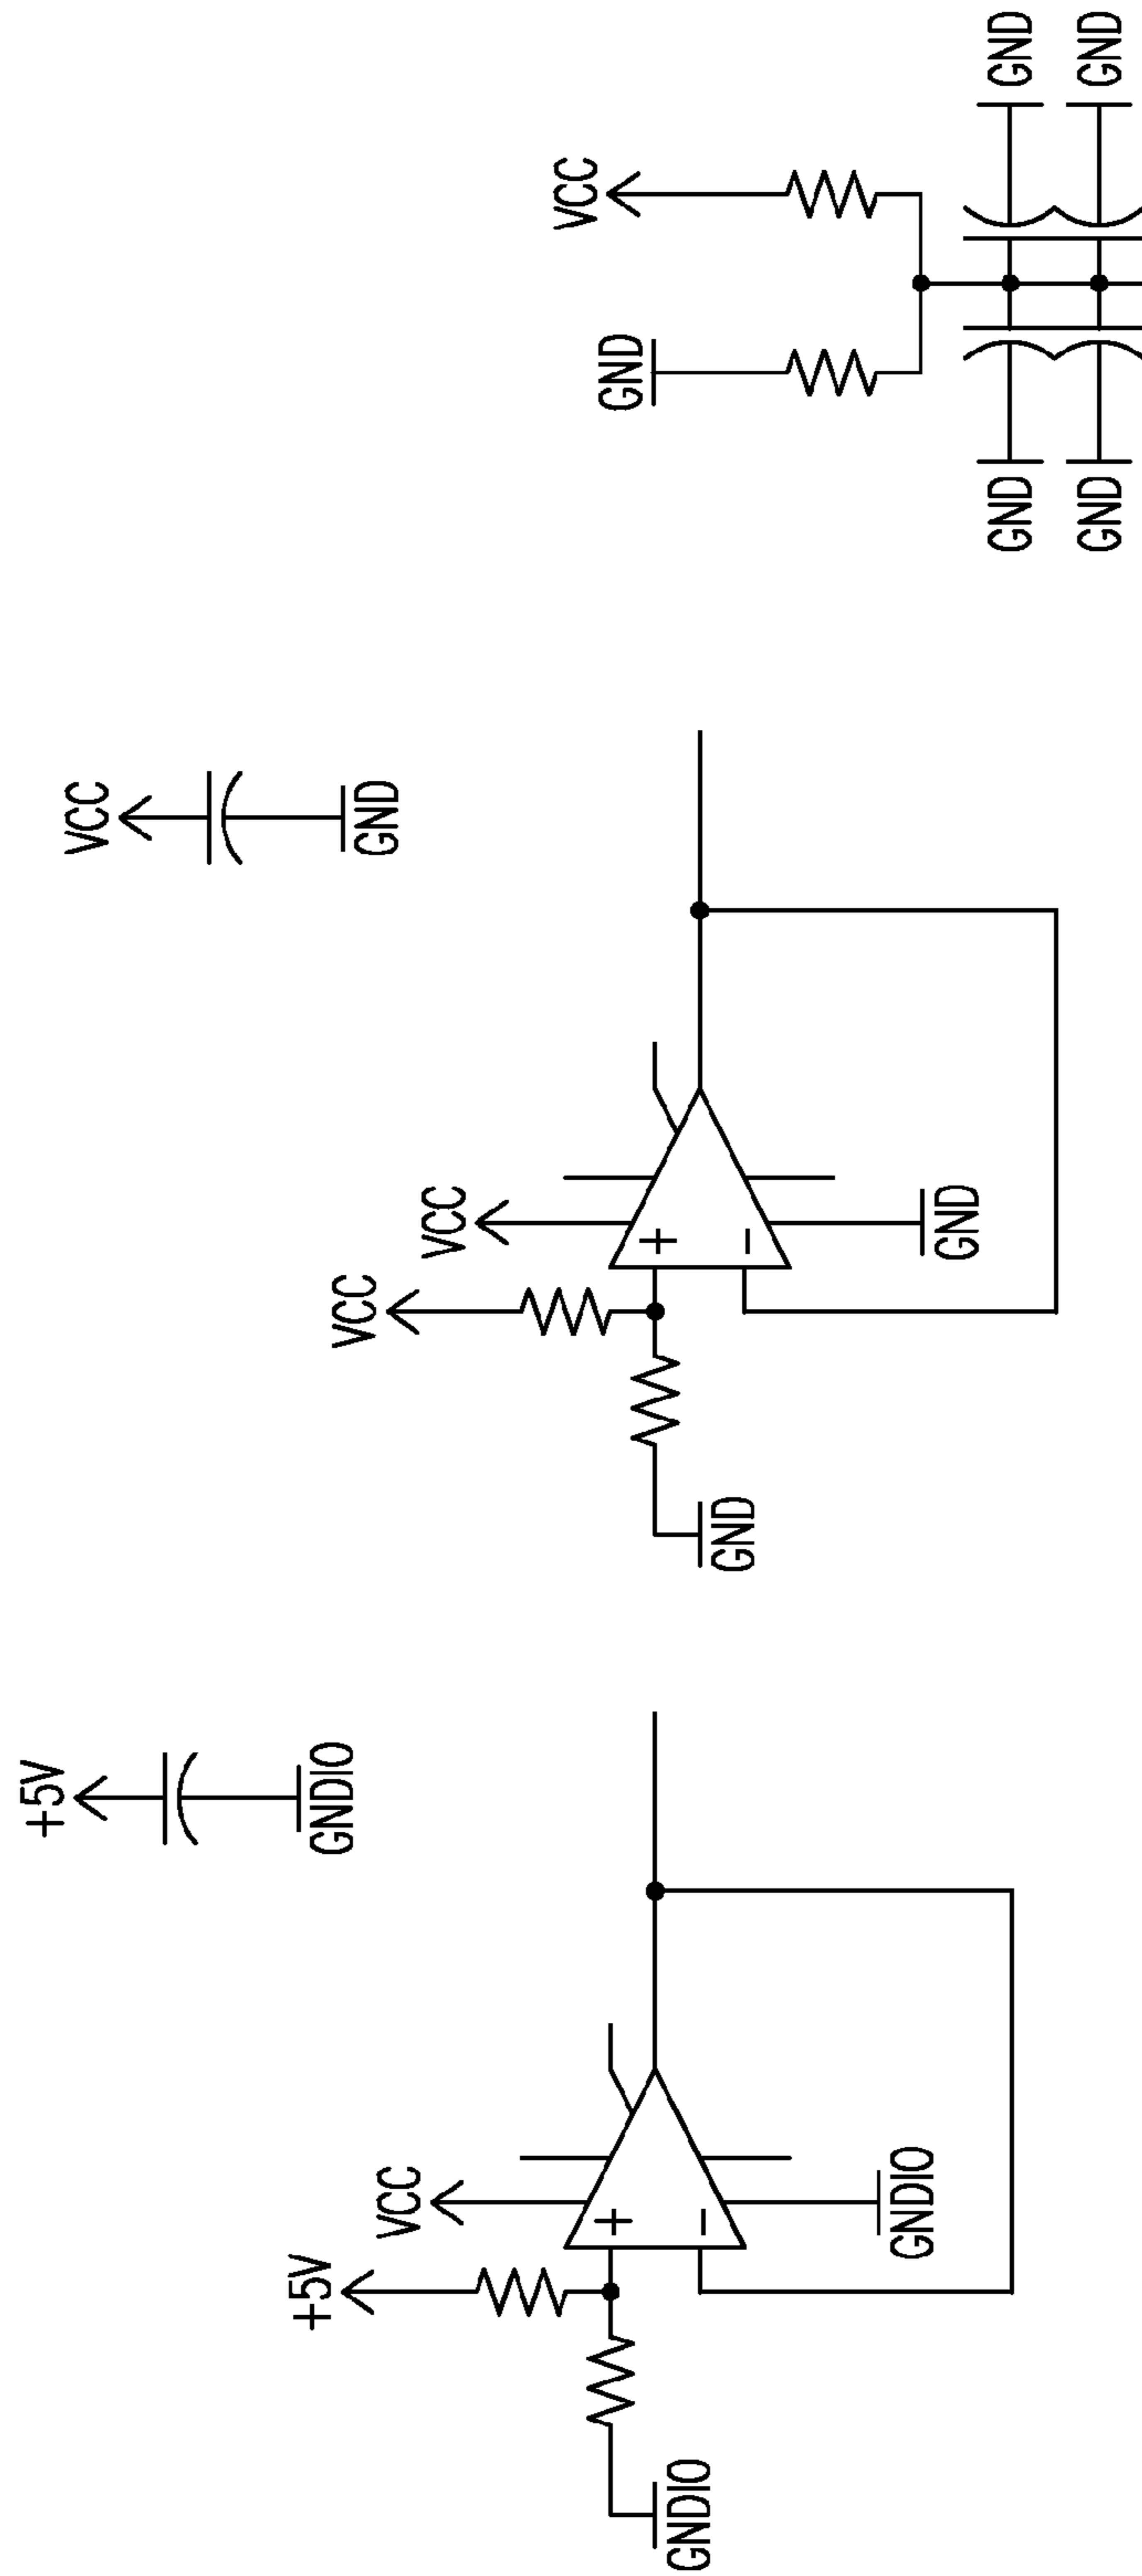 +5V
GNDIO
+5V
VCC
+
−
GNDIO
GNDIO
VCC
GND
VCC
VCC
+
−
GND
GND
VCC
GND
GND
GND
GND
GND